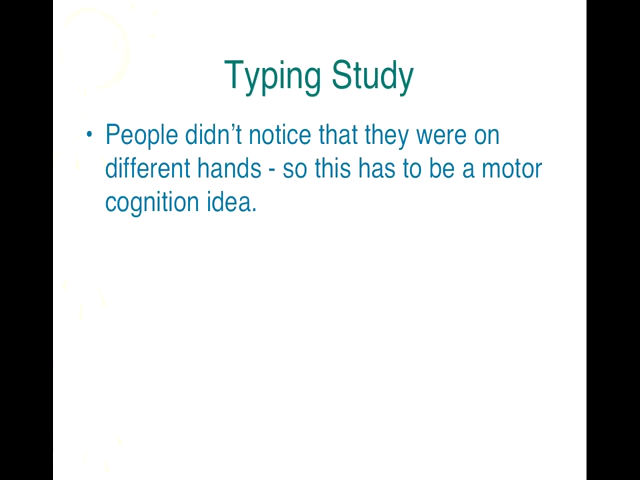 Typing Study
• People didn’t notice that they were on
different hands - so this has to be a motor
cognition idea.